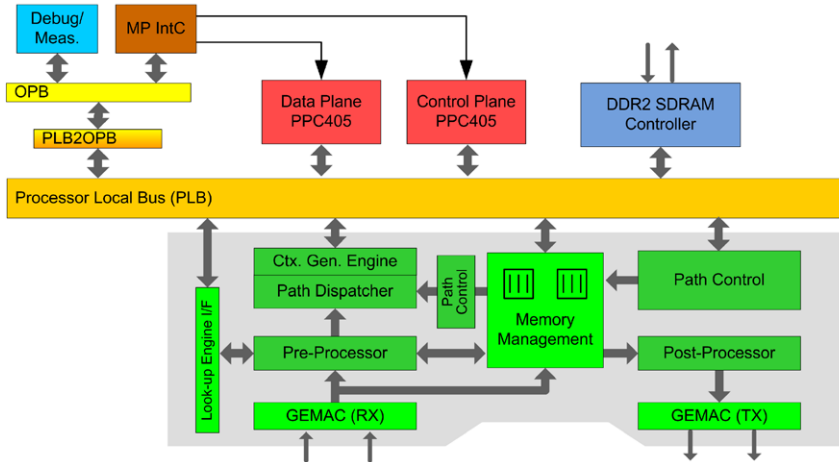 Debug/
Meas.
MP IntC
OPB
PLB2OPB
Data Plane
PPC405
Control Plane
PPC405
DDR2 SDRAM
Controller
Processor Local Bus (PLB)
Ctx. Gen. Engine
Path Dispatcher
Path
Control
Memory
Management
Path Control
Look-up Engine I/F
Pre-Processor
Post-Processor
GEMAC (RX)
GEMAC (TX)